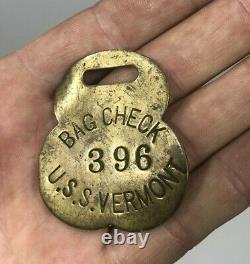 BAG CHECK
396
U.S.S. VERMONT
ebay